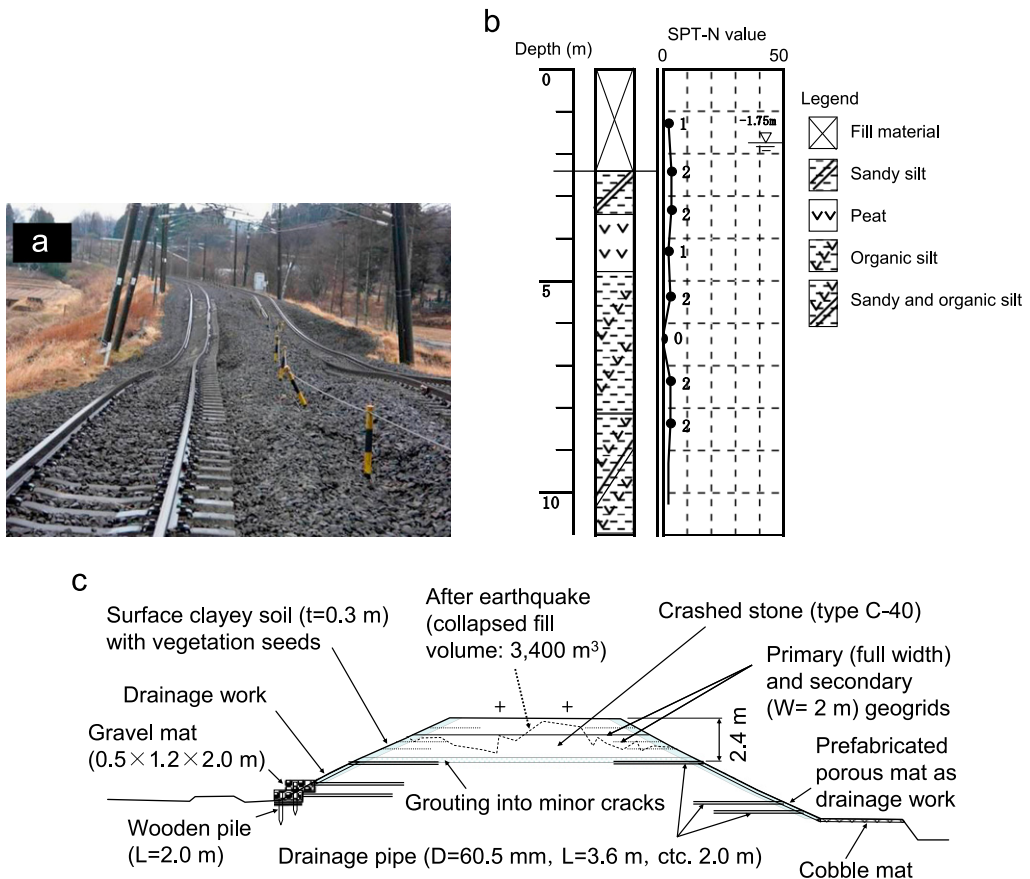 a
b
Depth (m)
SPT-N value
0
50
0
5
10
1
2
2
1
2
0
2
2
-1.75m
Legend
Fill material
Sandy silt
Peat
Organic silt
Sandy and organic silt
c
Surface clayey soil (t=0.3 m)
with vegetation seeds
Drainage work
Gravel mat
(0.5×1.2×2.0 m)
Wooden pile
(L=2.0 m)
After earthquake
(collapsed fill
volume: 3,400 m³)
+ +
Crashed stone (type C-40)
Primary (full width)
and secondary
(W= 2 m) geogrids
2.4 m
Prefabricated
porous mat as
drainage work
Grouting into minor cracks
Drainage pipe (D=60.5 mm, L=3.6 m, ctc. 2.0 m)
Cobble mat